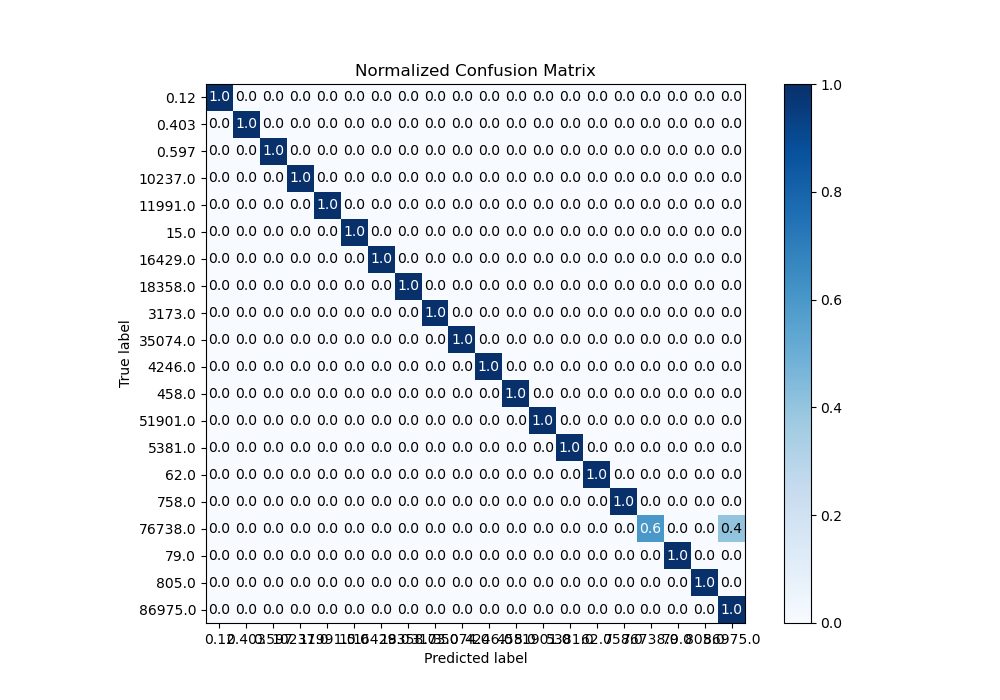 Normalized Confusion Matrix
0.12 1.0 0.0 0.0 0.0 0.0 0.0 0.0 0.0 0.0 0.0 0.0 0.0 0.0 0.0 0.0 0.0 0.0 0.0 0.0 0.0
0.403 0.0 1.0 0.0 0.0 0.0 0.0 0.0 0.0 0.0 0.0 0.0 0.0 0.0 0.0 0.0 0.0 0.0 0.0 0.0 0.0
0.597 0.0 0.0 1.0 0.0 0.0 0.0 0.0 0.0 0.0 0.0 0.0 0.0 0.0 0.0 0.0 0.0 0.0 0.0 0.0 0.0
10237.0 0.0 0.0 0.0 1.0 0.0 0.0 0.0 0.0 0.0 0.0 0.0 0.0 0.0 0.0 0.0 0.0 0.0 0.0 0.0 0.0
11991.0 0.0 0.0 0.0 0.0 1.0 0.0 0.0 0.0 0.0 0.0 0.0 0.0 0.0 0.0 0.0 0.0 0.0 0.0 0.0 0.0
15.0 0.0 0.0 0.0 0.0 0.0 1.0 0.0 0.0 0.0 0.0 0.0 0.0 0.0 0.0 0.0 0.0 0.0 0.0 0.0 0.0
16429.0 0.0 0.0 0.0 0.0 0.0 0.0 1.0 0.0 0.0 0.0 0.0 0.0 0.0 0.0 0.0 0.0 0.0 0.0 0.0 0.0
18358.0 0.0 0.0 0.0 0.0 0.0 0.0 0.0 1.0 0.0 0.0 0.0 0.0 0.0 0.0 0.0 0.0 0.0 0.0 0.0 0.0
3173.0 0.0 0.0 0.0 0.0 0.0 0.0 0.0 0.0 1.0 0.0 0.0 0.0 0.0 0.0 0.0 0.0 0.0 0.0 0.0 0.0
35074.0 0.0 0.0 0.0 0.0 0.0 0.0 0.0 0.0 0.0 1.0 0.0 0.0 0.0 0.0 0.0 0.0 0.0 0.0 0.0 0.0
4246.0 0.0 0.0 0.0 0.0 0.0 0.0 0.0 0.0 0.0 0.0 1.0 0.0 0.0 0.0 0.0 0.0 0.0 0.0 0.0 0.0
458.0 0.0 0.0 0.0 0.0 0.0 0.0 0.0 0.0 0.0 0.0 0.0 1.0 0.0 0.0 0.0 0.0 0.0 0.0 0.0 0.0
51901.0 0.0 0.0 0.0 0.0 0.0 0.0 0.0 0.0 0.0 0.0 0.0 0.0 1.0 0.0 0.0 0.0 0.0 0.0 0.0 0.0
5381.0 0.0 0.0 0.0 0.0 0.0 0.0 0.0 0.0 0.0 0.0 0.0 0.0 0.0 1.0 0.0 0.0 0.0 0.0 0.0 0.0
62.0 0.0 0.0 0.0 0.0 0.0 0.0 0.0 0.0 0.0 0.0 0.0 0.0 0.0 0.0 1.0 0.0 0.0 0.0 0.0 0.0
758.0 0.0 0.0 0.0 0.0 0.0 0.0 0.0 0.0 0.0 0.0 0.0 0.0 0.0 0.0 0.0 1.0 0.0 0.0 0.0 0.0
76738.0 0.0 0.0 0.0 0.0 0.0 0.0 0.0 0.0 0.0 0.0 0.0 0.0 0.0 0.0 0.0 0.0 0.6 0.0 0.0 0.4
79.0 0.0 0.0 0.0 0.0 0.0 0.0 0.0 0.0 0.0 0.0 0.0 0.0 0.0 0.0 0.0 0.0 0.0 1.0 0.0 0.0
805.0 0.0 0.0 0.0 0.0 0.0 0.0 0.0 0.0 0.0 0.0 0.0 0.0 0.0 0.0 0.0 0.0 0.0 0.0 1.0 0.0
86975.0 0.0 0.0 0.0 0.0 0.0 0.0 0.0 0.0 0.0 0.0 0.0 0.0 0.0 0.0 0.0 0.0 0.0 0.0 0.0 1.0
True label
Predicted label
1.0
0.8
0.6
0.4
0.2
0.0